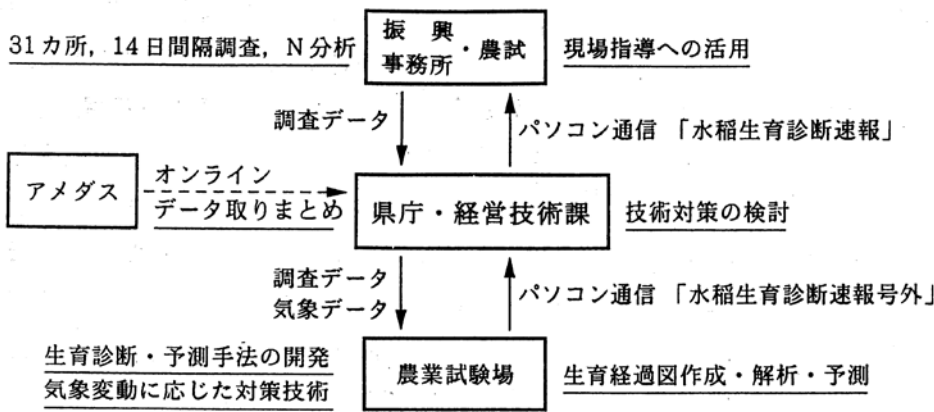 31カ所，14日間隔調査，N分析
振興事務所・農試
現場指導への活用
調査データ
パソコン通信「水稲生育診断速報」
アメダス
オンライン
データ取りまとめ
県庁・経営技術課
技術対策の検討
調査データ
気象データ
パソコン通信「水稲生育診断速報号外」
生育診断・予測手法の開発
気象変動に応じた対策技術
農業試験場
生育経過図作成・解析・予測